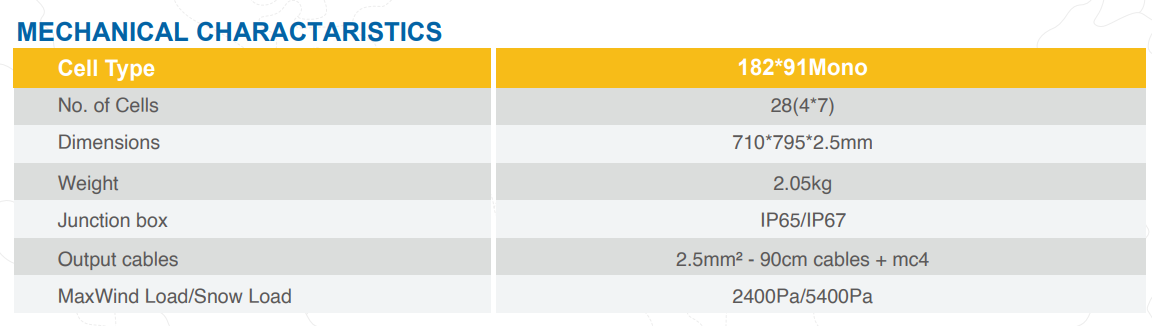 MECHANICAL CHARACTARISTICS
Cell Type 182*91Mono
No. of Cells 28(4*7)
Dimensions 710*795*2.5mm
Weight 2.05kg
Junction box IP65/IP67
Output cables 2.5mm² - 90cm cables + mc4
MaxWind Load/Snow Load 2400Pa/5400Pa